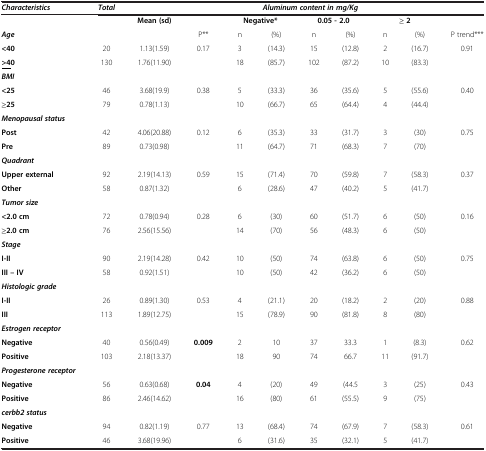 Characteristics Total Aluminum content in mg/Kg
Mean (sd) Negative* 0.05 - 2.0 ≥ 2
Age P** n (%) n (%) n (%) P trend***
<40 20 1.13(1.59) 0.17 3 (14.3) 15 (12.8) 2 (16.7) 0.91
>40 130 1.76(11.90) 18 (85.7) 102 (87.2) 10 (83.3)
BMI
<25 46 3.68(19.9) 0.38 5 (33.3) 36 (35.6) 5 (55.6) 0.40
≥25 79 0.78(1.13) 10 (66.7) 65 (64.4) 4 (44.4)
Menopausal status
Post 42 4.06(20.88) 0.12 6 (35.3) 33 (31.7) 3 (30) 0.75
Pre 89 0.73(0.98) 11 (64.7) 71 (68.3) 7 (70)
Quadrant
Upper external 92 2.19(14.13) 0.59 15 (71.4) 70 (59.8) 7 (58.3) 0.37
Other 58 0.87(1.32) 6 (28.6) 47 (40.2) 5 (41.7)
Tumor size
<2.0 cm 72 0.78(0.94) 0.28 6 (30) 60 (51.7) 6 (50) 0.16
≥2.0 cm 76 2.56(15.56) 14 (70) 56 (48.3) 6 (50)
Stage
I-II 90 2.19(14.28) 0.42 10 (50) 74 (63.8) 6 (50) 0.75
III – IV 58 0.92(1.51) 10 (50) 42 (36.2) 6 (50)
Histologic grade
I-II 26 0.89(1.30) 0.53 4 (21.1) 20 (18.2) 2 (20) 0.88
III 113 1.89(12.75) 15 (78.9) 90 (81.8) 8 (80)
Estrogen receptor
Negative 40 0.56(0.49) 0.009 2 10 37 33.3 1 (8.3) 0.62
Positive 103 2.18(13.37) 18 90 74 66.7 11 (91.7)
Progesterone receptor
Negative 56 0.63(0.68) 0.04 4 (20) 49 (44.5 3 (25) 0.43
Positive 86 2.46(14.62) 16 (80) 61 (55.5) 9 (75)
cerbb2 status
Negative 94 0.82(1.19) 0.77 13 (68.4) 74 (67.9) 7 (58.3) 0.61
Positive 46 3.68(19.96) 6 (31.6) 35 (32.1) 5 (41.7)